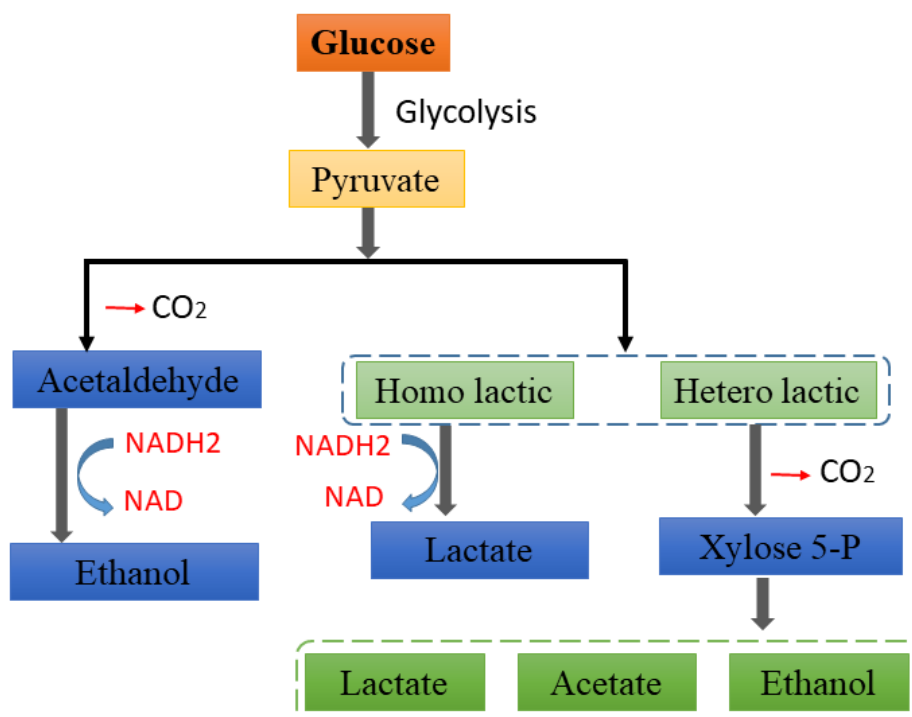 Glucose
Glycolysis
Pyruvate
CO2
Acetaldehyde
Homo lactic
Hetero lactic
NADH2
NAD
NADH2
NAD
CO2
Ethanol
Lactate
Xylose 5-P
Lactate
Acetate
Ethanol